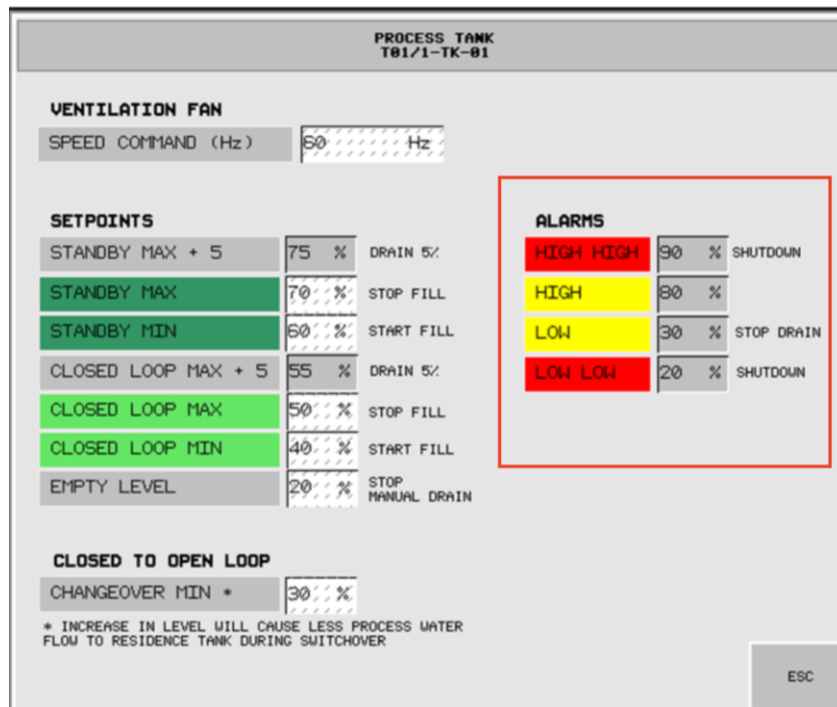 PROCESS TANK
T01/1-TK-01
VENTILATION FAN
SPEED COMMAND (Hz) 60 Hz
SETPOINTS
STANDBY MAX + 5 75 % DRAIN 5%
STANDBY MAX 70 % STOP FILL
STANDBY MIN 60 % START FILL
CLOSED LOOP MAX + 5 55 % DRAIN 5%
CLOSED LOOP MAX 50 % STOP FILL
CLOSED LOOP MIN 40 % START FILL
EMPTY LEVEL 20 % STOP
MANUAL DRAIN
ALARMS
HIGH HIGH 90 % SHUTDOWN
HIGH 80 %
LOW 30 % STOP DRAIN
LOW LOW 20 % SHUTDOWN
CLOSED TO OPEN LOOP
CHANGEOVER MIN * 30 %
* INCREASE IN LEVEL WILL CAUSE LESS PROCESS WATER
FLOW TO RESIDENCE TANK DURING SWITCHOVER
ESC